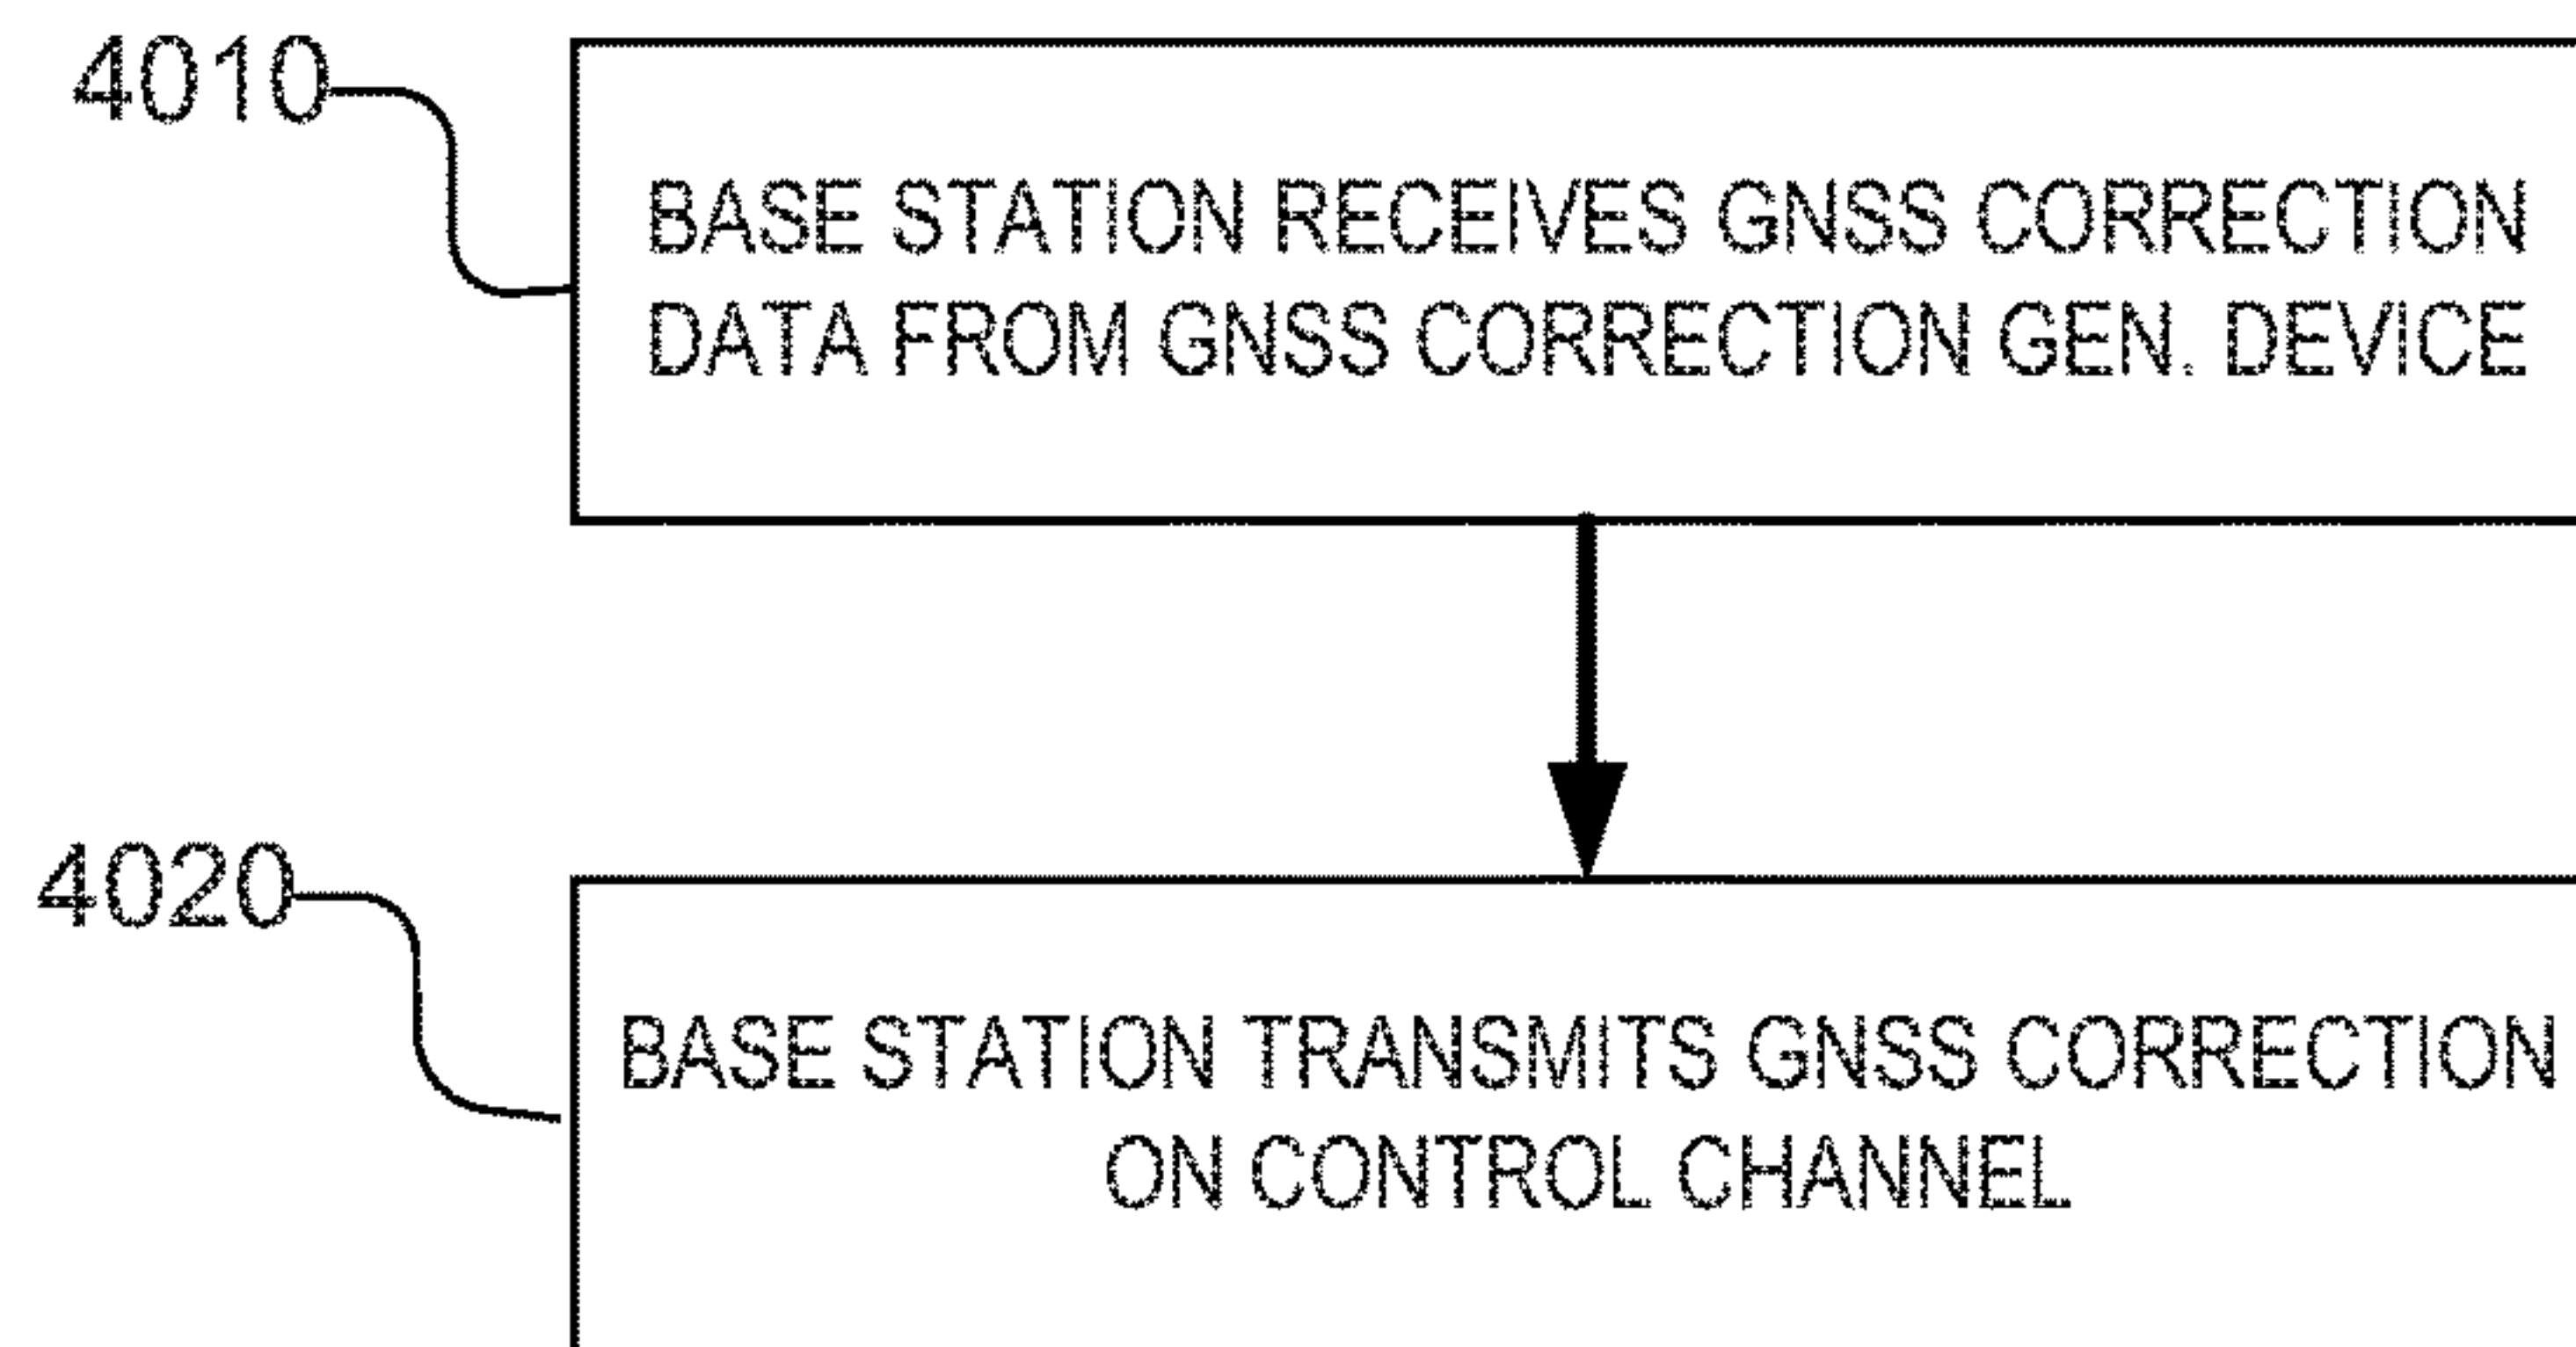 4010
BASE STATION RECEIVES GNSS CORRECTION
DATA FROM GNSS CORRECTION GEN. DEVICE
4020
BASE STATION TRANSMITS GNSS CORRECTION
ON CONTROL CHANNEL